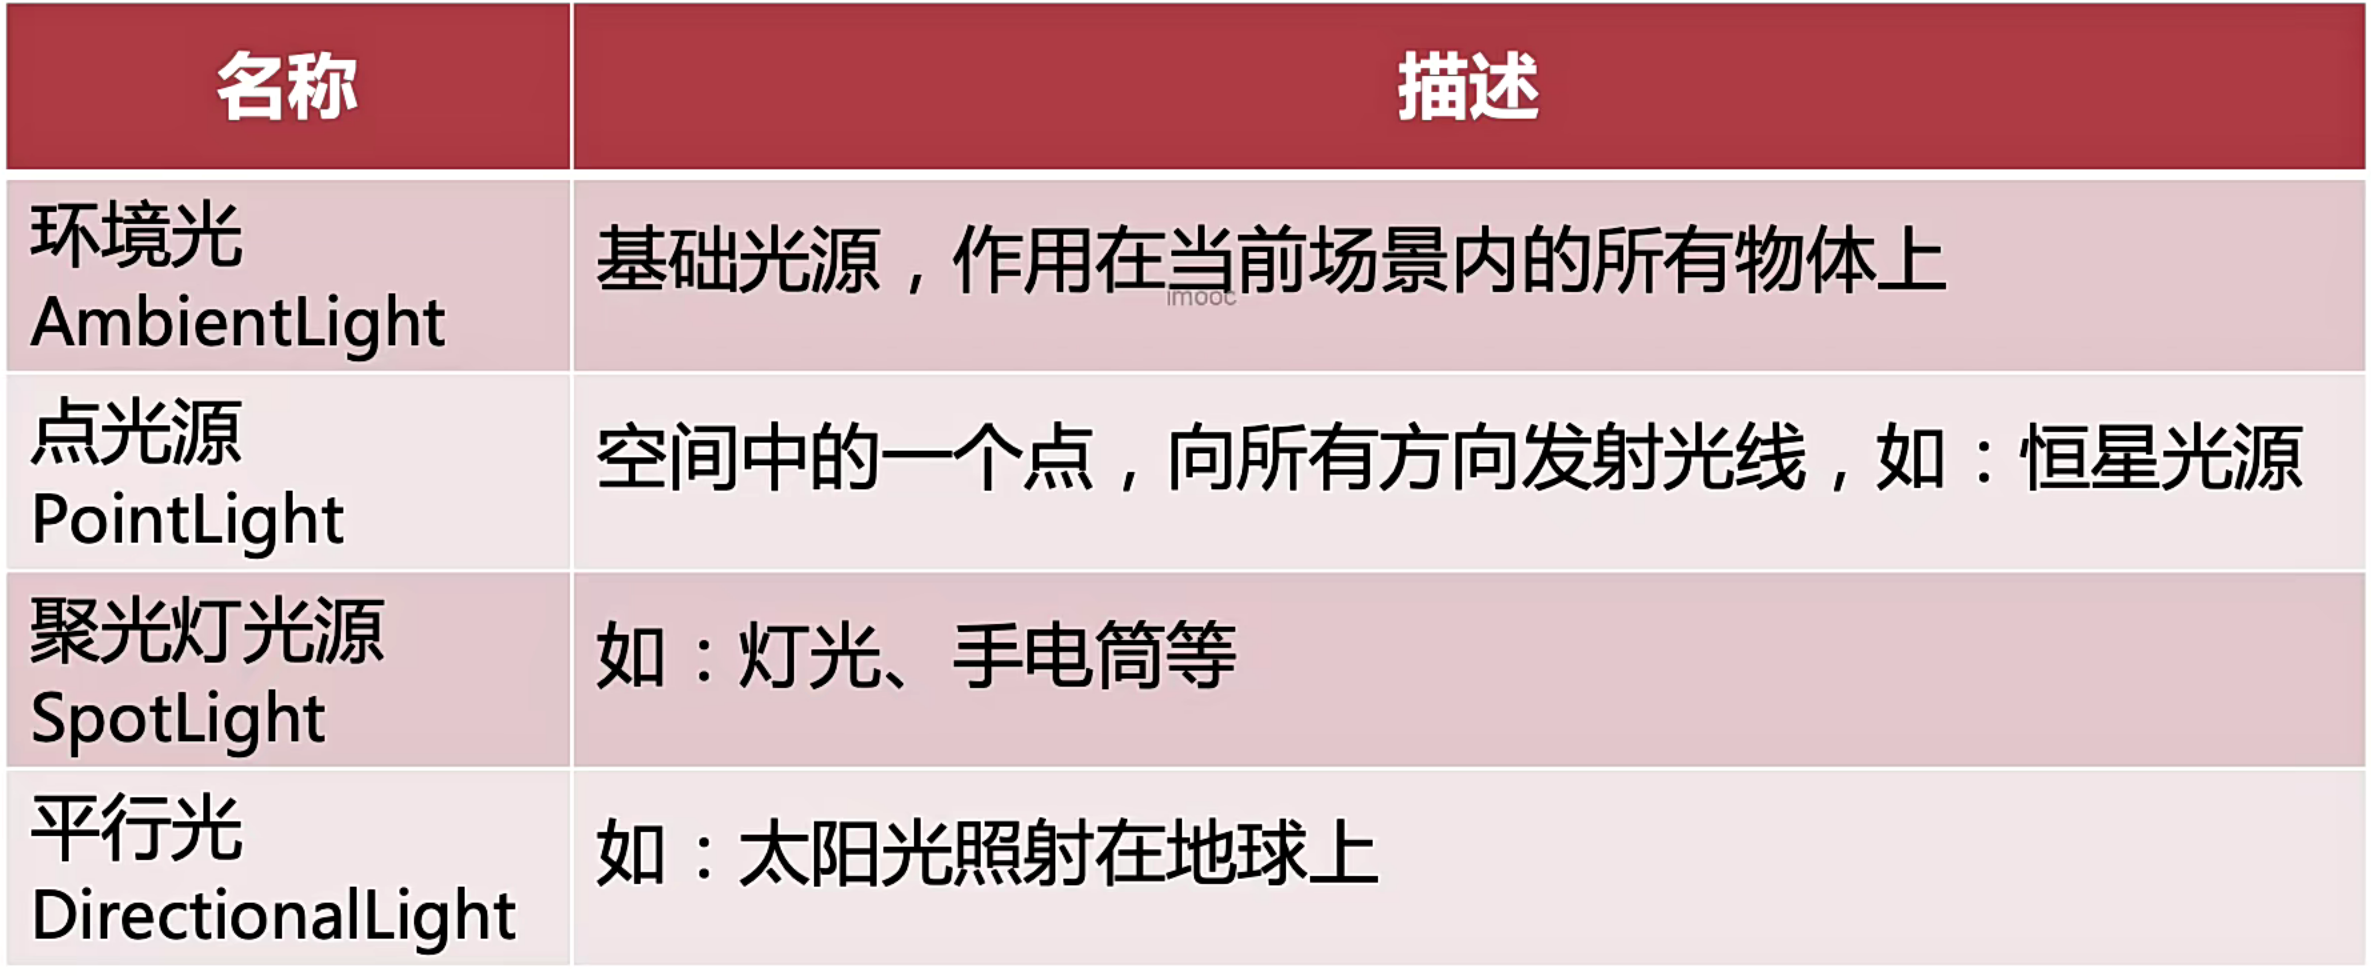 名称
描述
环境光
AmbientLight
基础光源，作用在当前场景内的所有物体上
imooc
点光源
PointLight
空间中的一个点，向所有方向发射光线，如：恒星光源
聚光灯光源
SpotLight
如：灯光、手电筒等
平行光
DirectionalLight
如：太阳光照射在地球上